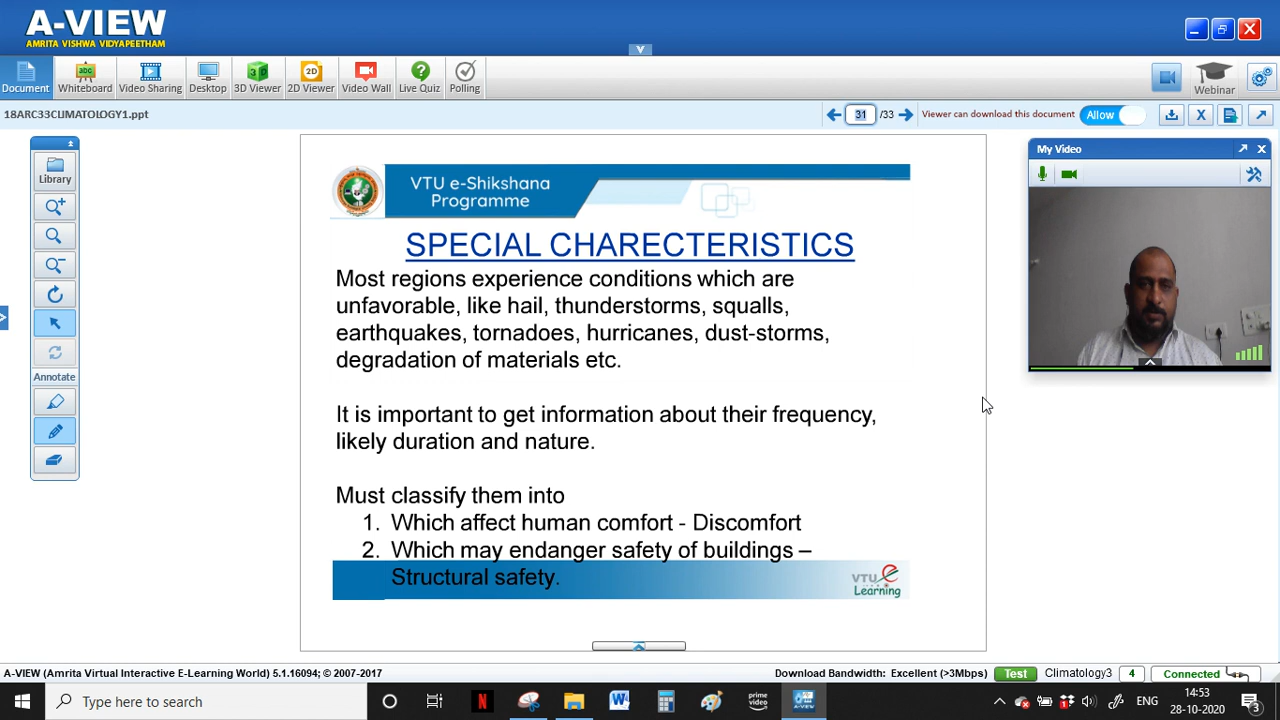 A-VIEW
AMRITA VISHWA VIDYAPEETHAM
Document
Whiteboard
Video Sharing
Desktop
3D Viewer
2D Viewer
Video Wall
Live Quiz
Polling
Webinar
18ARC33ClIMATOLOGY1.ppt
31 /33
Viewer can download this document
Allow
Library
Annotate
VTU e-Shikshana
Programme
SPECIAL CHARECTERISTICS
Most regions experience conditions which are
unfavorable, like hail, thunderstorms, squalls,
earthquakes, tornadoes, hurricanes, dust-storms,
degradation of materials etc.
It is important to get information about their frequency,
likely duration and nature.
Must classify them into
1. Which affect human comfort - Discomfort
2. Which may endanger safety of buildings –
Structural safety.
VTU e
Learning
My Video
A-VIEW (Amrita Virtual Interactive E-Learning World) 5.1.16094; © 2007-2017
Download Bandwidth: Excellent (>3Mbps)
Test
Climatology3
4
Connected
Type here to search
prime
video
ENG
14:53
28-10-2020
3